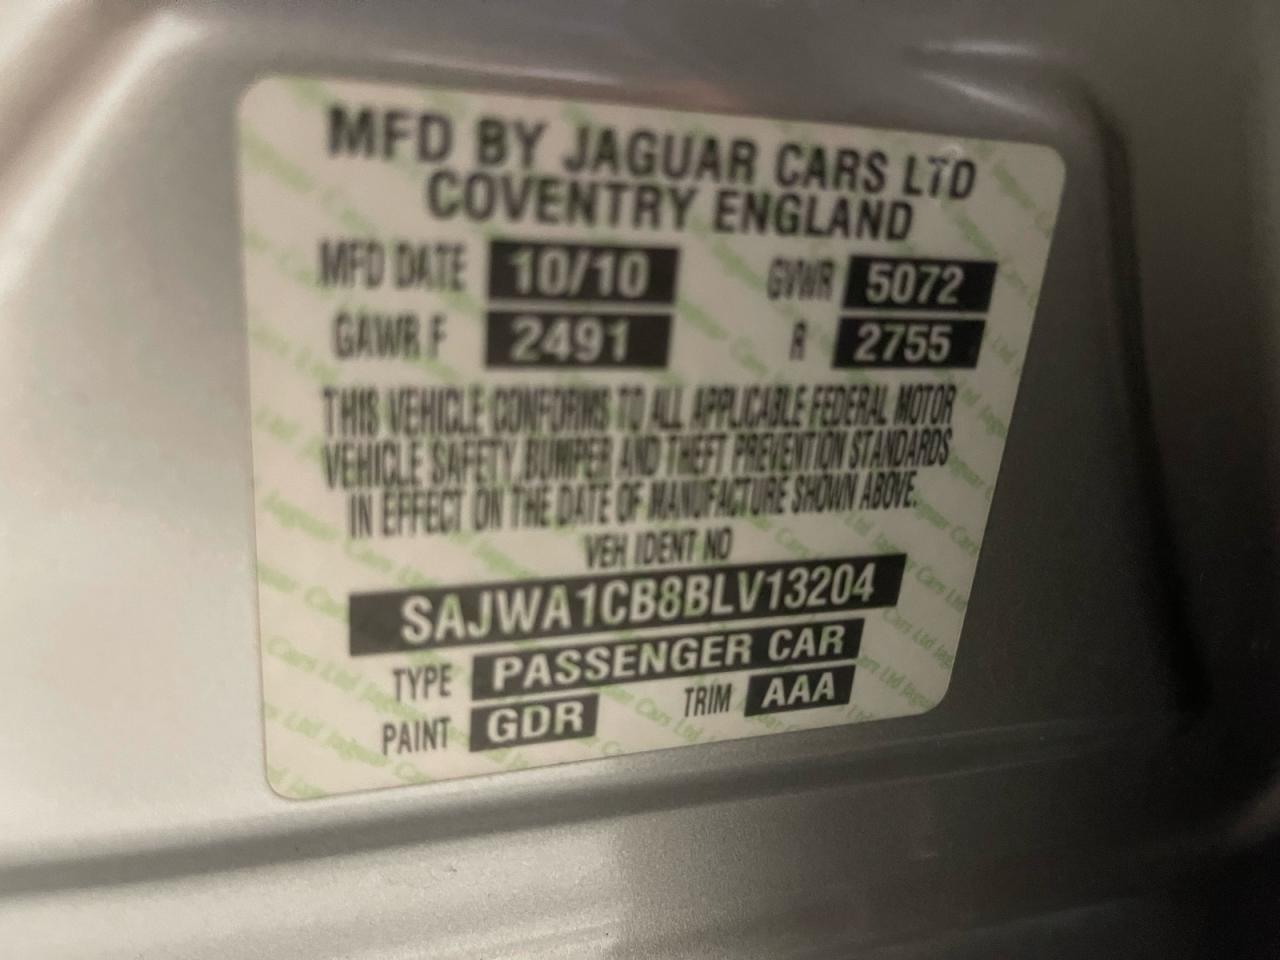 MFD BY JAGUAR CARS LTD
COVENTRY ENGLAND
MFD DATE 10/10 GVWR 5072
GAWR F 2491 R 2755
THIS VEHICLE CONFORMS TO ALL APPLICABLE FEDERAL MOTOR
VEHICLE SAFETY, BUMPER AND THEFT PREVENTION STANDARDS
IN EFFECT ON THE DATE OF MANUFACTURE SHOWN ABOVE.
VEH IDENT NO
SAJWA1CB8BLV13204
TYPE PASSENGER CAR
PAINT GDR TRIM AAA